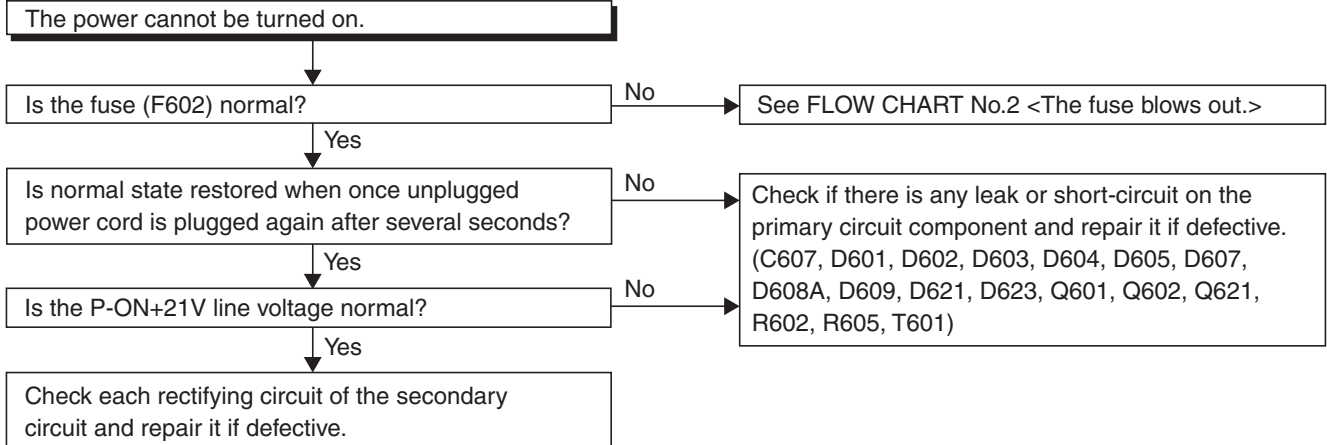 The power cannot be turned on.
Is the fuse (F602) normal?
No
See FLOW CHART No.2 <The fuse blows out.>
Yes
Is normal state restored when once unplugged
power cord is plugged again after several seconds?
No
Check if there is any leak or short-circuit on the
primary circuit component and repair it if defective.
(C607, D601, D602, D603, D604, D605, D607,
D608A, D609, D621, D623, Q601, Q602, Q621,
R602, R605, T601)
Yes
Is the P-ON+21V line voltage normal?
No
Yes
Check each rectifying circuit of the secondary
circuit and repair it if defective.